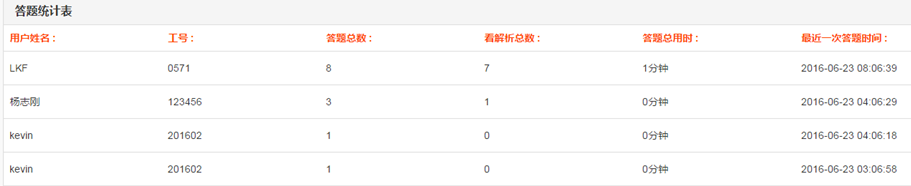 答题统计表
用户姓名： 工号： 答题总数： 看解析总数： 答题总用时： 最近一次答题时间：
LKF 0571 8 7 1分钟 2016-06-23 08:06:39
杨志刚 123456 3 1 0分钟 2016-06-23 04:06:29
kevin 201602 1 0 0分钟 2016-06-23 04:06:18
kevin 201602 1 0 0分钟 2016-06-23 03:06:58